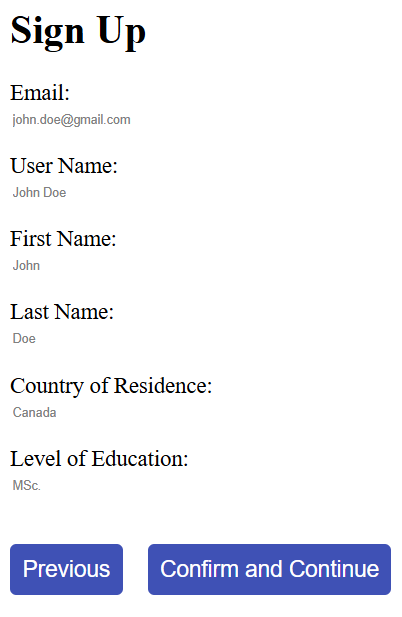 Sign Up
Email:
john.doe@gmail.com
User Name:
John Doe
First Name:
John
Last Name:
Doe
Country of Residence:
Canada
Level of Education:
MSc.
Previous
Confirm and Continue